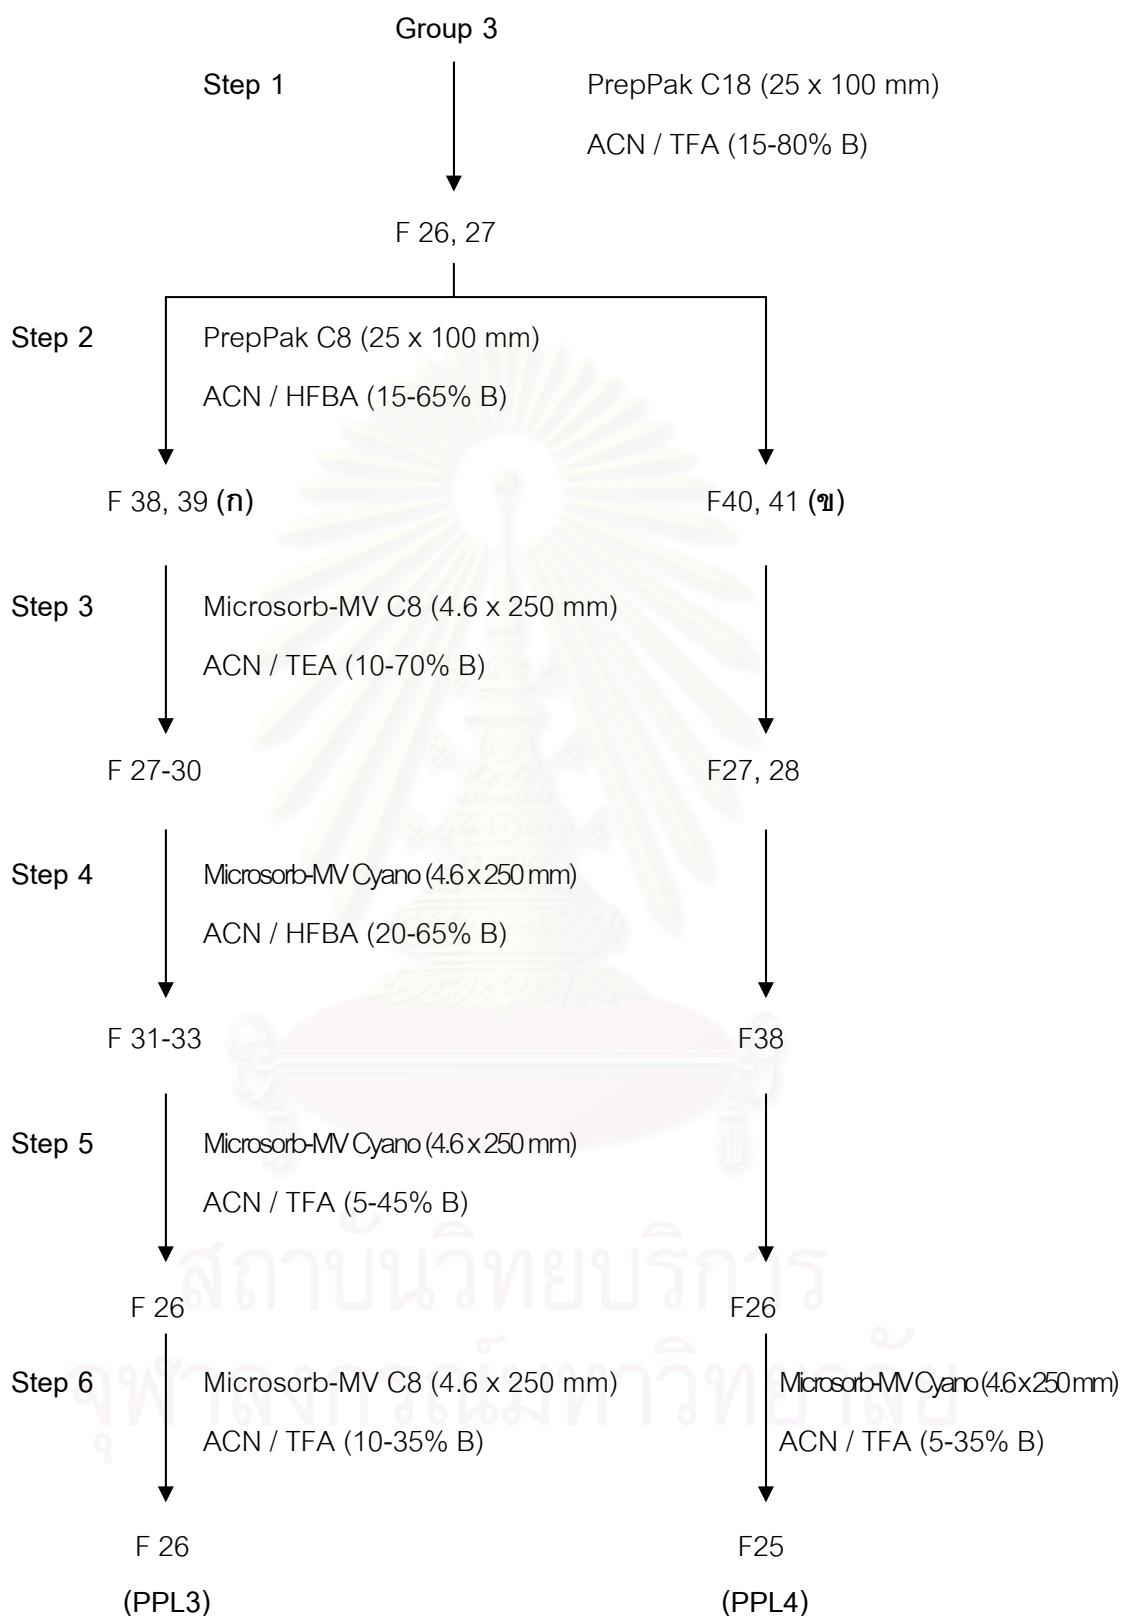 Group 3
Step 1 PrepPak C18 (25 x 100 mm)
ACN / TFA (15-80% B)
F 26, 27
Step 2 PrepPak C8 (25 x 100 mm)
ACN / HFBA (15-65% B)
F 38, 39 (ก) F40, 41 (ข)
Step 3 Microsorb-MV C8 (4.6 x 250 mm)
ACN / TEA (10-70% B)
F 27-30 F27, 28
Step 4 Microsorb-MV Cyano (4.6 x 250 mm)
ACN / HFBA (20-65% B)
F 31-33 F38
Step 5 Microsorb-MV Cyano (4.6 x 250 mm)
ACN / TFA (5-45% B)
สถาบันวิทยบริการ
F 26 F26
จุฬาลงกรณ์มหาวิทยาลัย
Step 6 Microsorb-MV C8 (4.6 x 250 mm) Microsorb-MV Cyano (4.6 x 250 mm)
ACN / TFA (10-35% B) ACN / TFA (5-35% B)
F 26 F25
(PPL3) (PPL4)